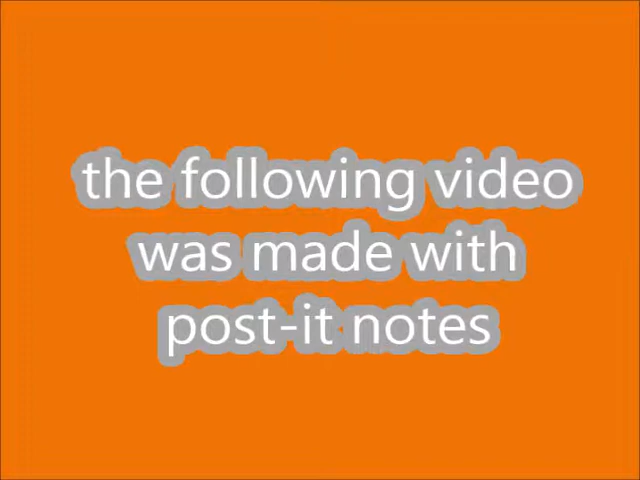 the following video
was made with
post-it notes